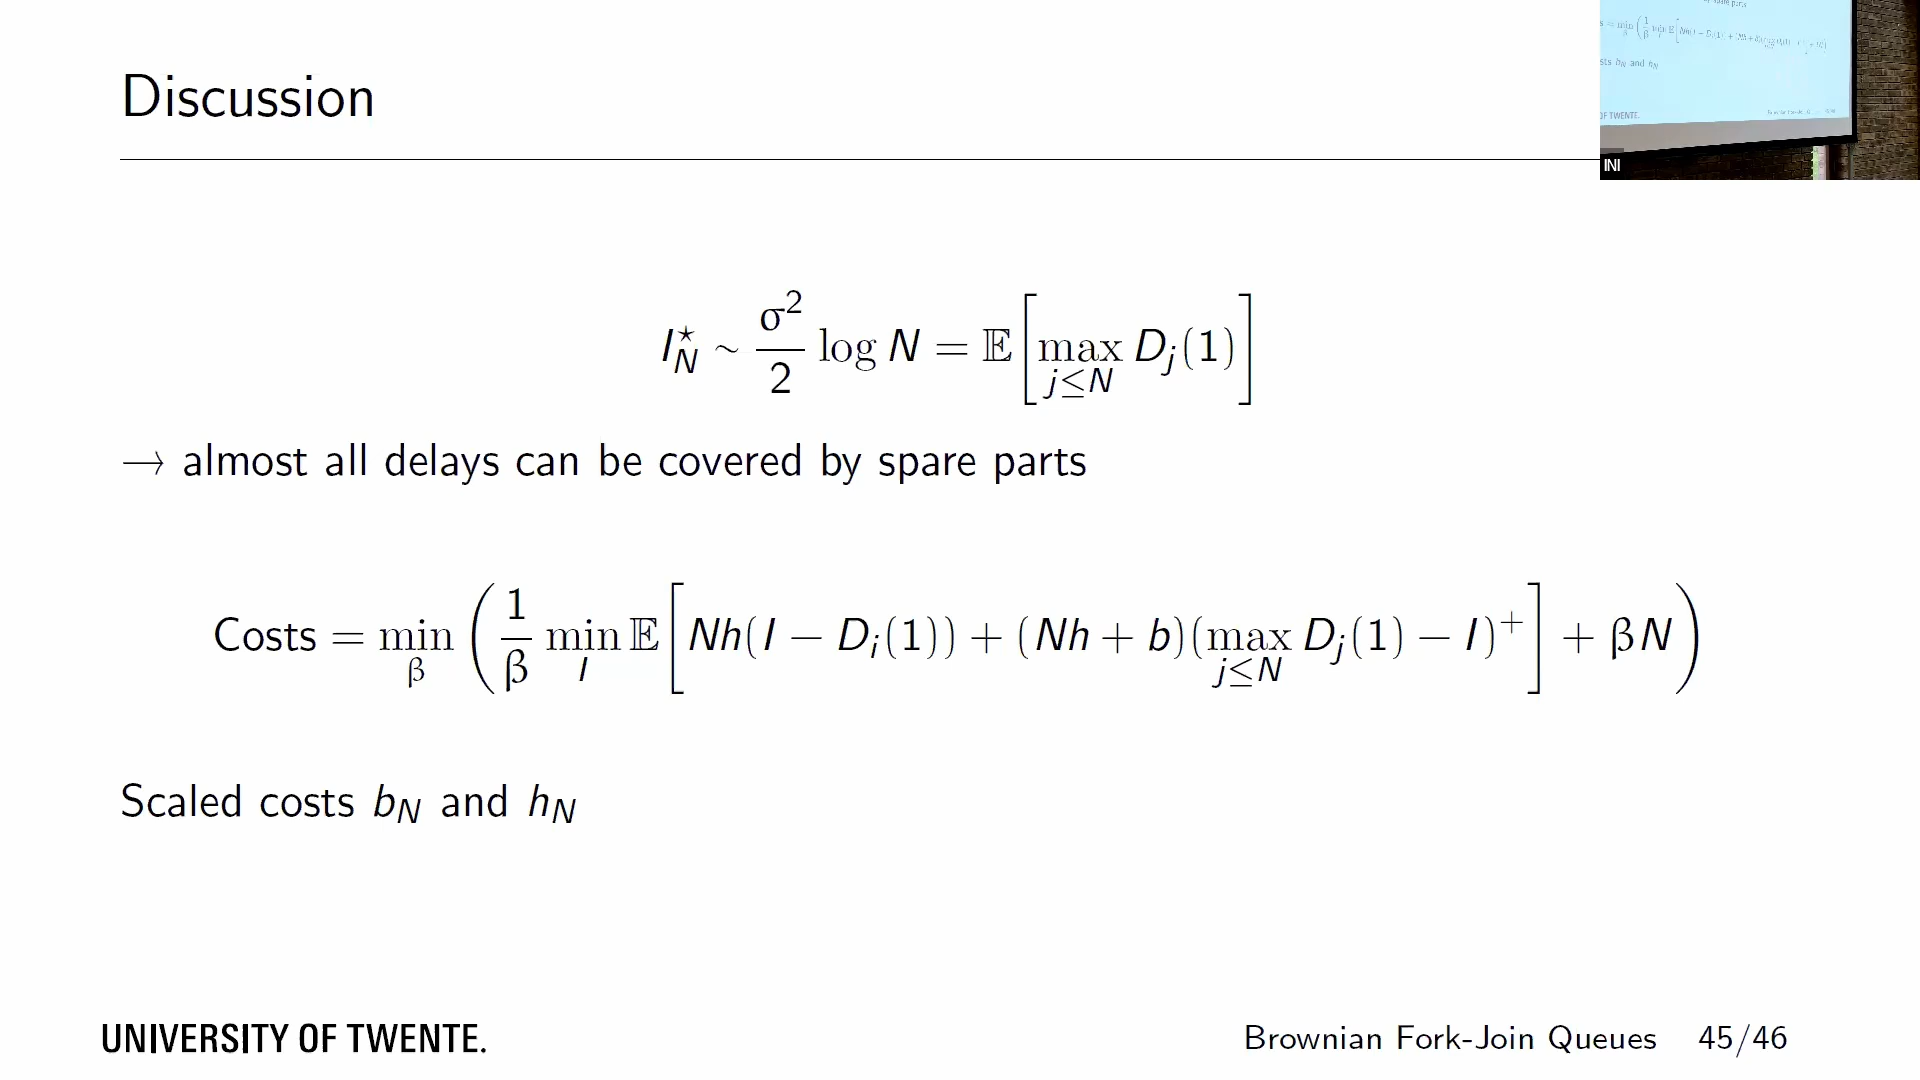 Discussion
INI
I⋆_N ∼ σ²/2 log N = 𝔼[max_{j≤N} D_j(1)]
→ almost all delays can be covered by spare parts
Costs = min_β (1/β min_I 𝔼[Nh(I − D_i(1)) + (Nh + b)(max_{j≤N} D_j(1) − I)⁺] + βN)
Scaled costs b_N and h_N
UNIVERSITY OF TWENTE.
Brownian Fork-Join Queues 45/46